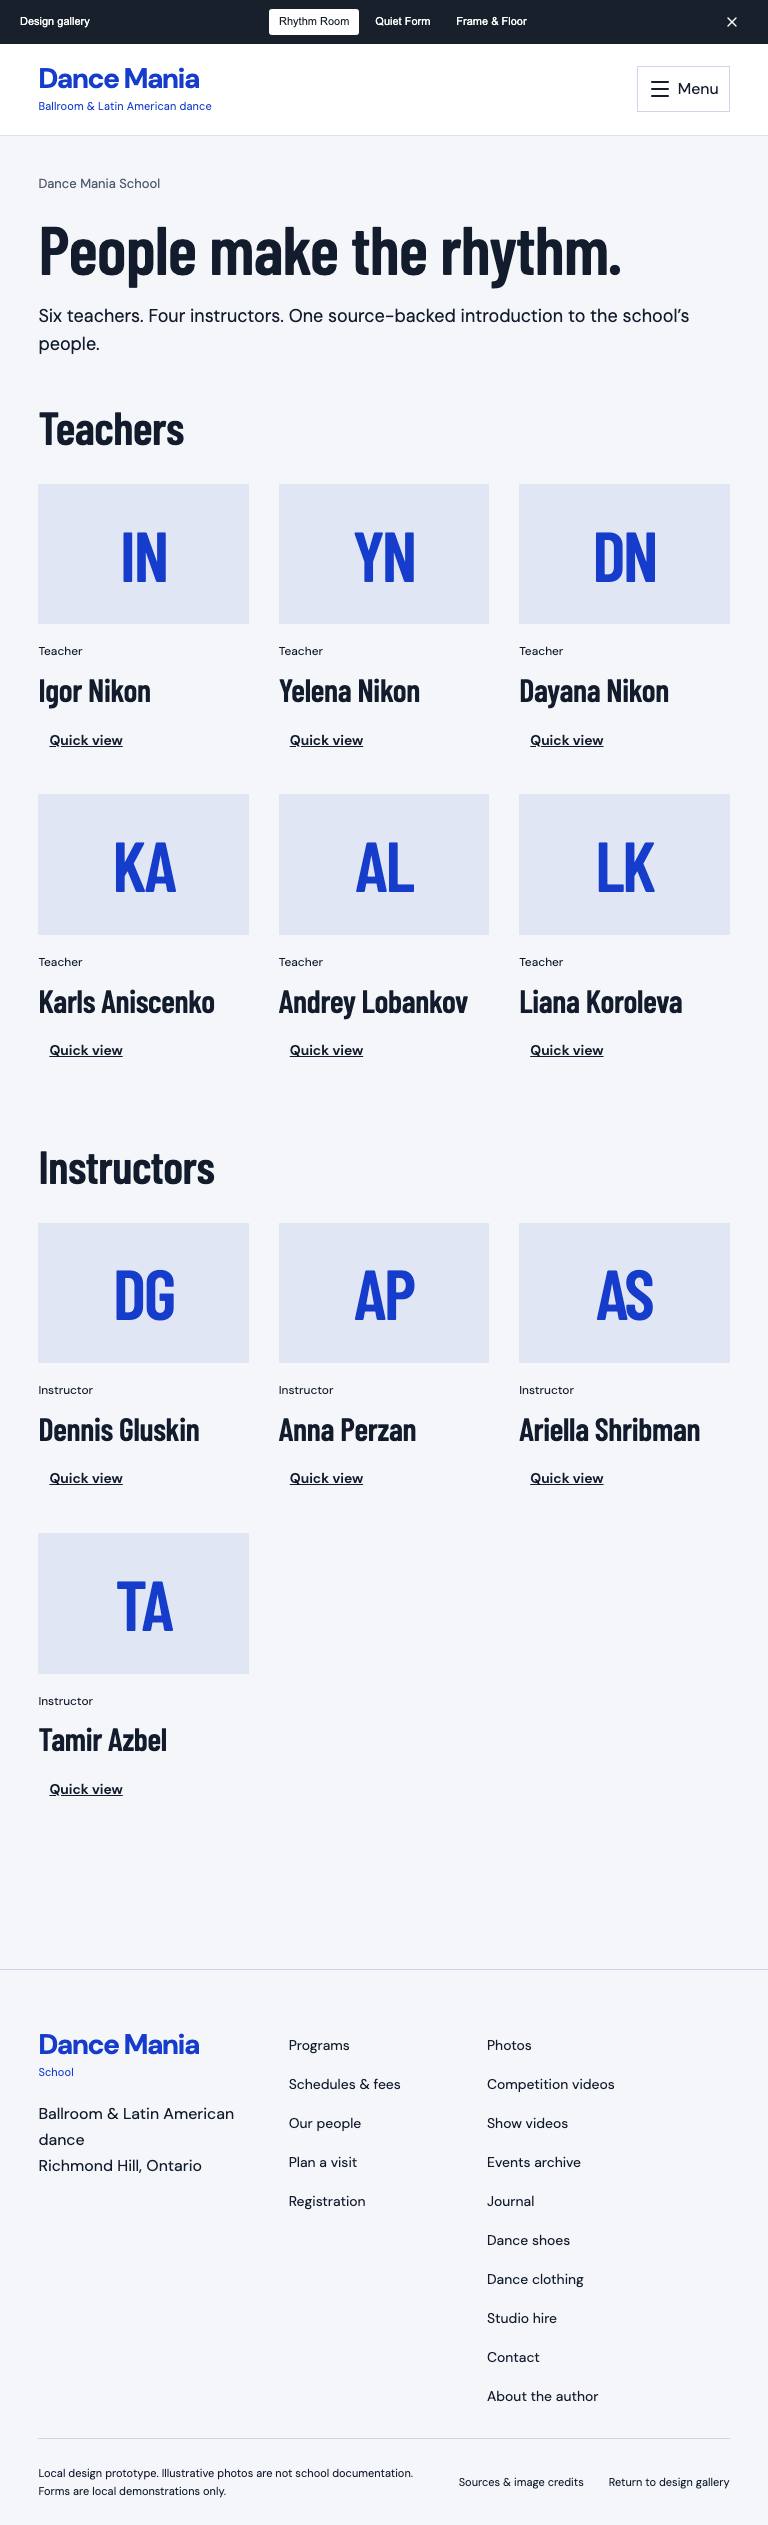 Design gallery
Rhythm Room
Quiet Form
Frame & Floor
×
Dance Mania
Ballroom & Latin American dance
Menu
Dance Mania School
People make the rhythm.
Six teachers. Four instructors. One source-backed introduction to the school’s
people.
Teachers
IN
YN
DN
Teacher
Teacher
Teacher
Igor Nikon
Yelena Nikon
Dayana Nikon
Quick view
Quick view
Quick view
KA
AL
LK
Teacher
Teacher
Teacher
Karls Aniscenko
Andrey Lobankov
Liana Koroleva
Quick view
Quick view
Quick view
Instructors
DG
AP
AS
Instructor
Instructor
Instructor
Dennis Gluskin
Anna Perzan
Ariella Shribman
Quick view
Quick view
Quick view
TA
Instructor
Tamir Azbel
Quick view
Dance Mania
School
Ballroom & Latin American
dance
Richmond Hill, Ontario
Programs
Schedules & fees
Our people
Plan a visit
Registration
Photos
Competition videos
Show videos
Events archive
Journal
Dance shoes
Dance clothing
Studio hire
Contact
About the author
Local design prototype. Illustrative photos are not school documentation.
Forms are local demonstrations only.
Sources & image credits
Return to design gallery